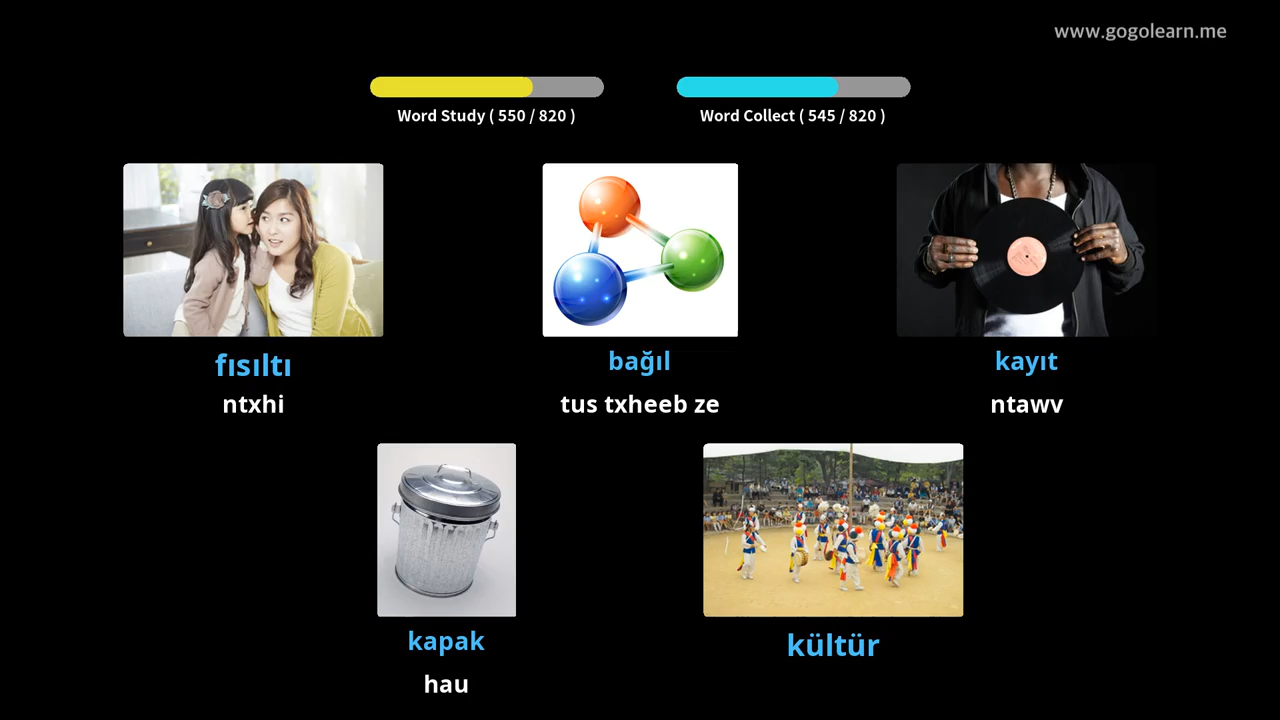 www.gogolearn.me
Word Study ( 550 / 820 )
Word Collect ( 545 / 820 )
fısıltı
bağıl
kayıt
ntxhi
tus txheeb ze
ntawv
kapak
kültür
hau